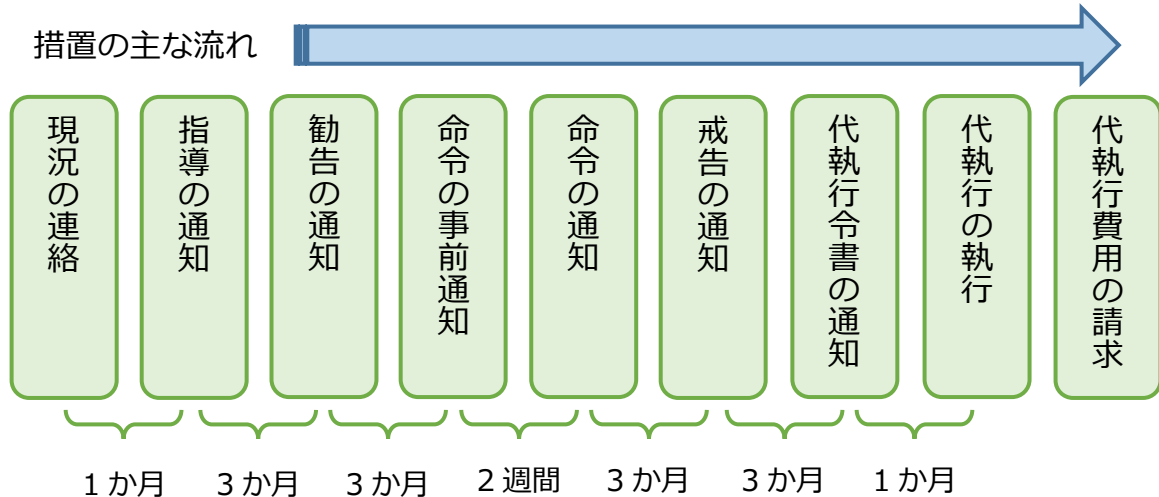 措置の主な流れ
現況の連絡
指導の通知
勧告の通知
命令の事前通知
命令の通知
戒告の通知
代執行令書の通知
代執行の執行
代執行費用の請求
１か月
３か月
３か月
２週間
３か月
３か月
１か月